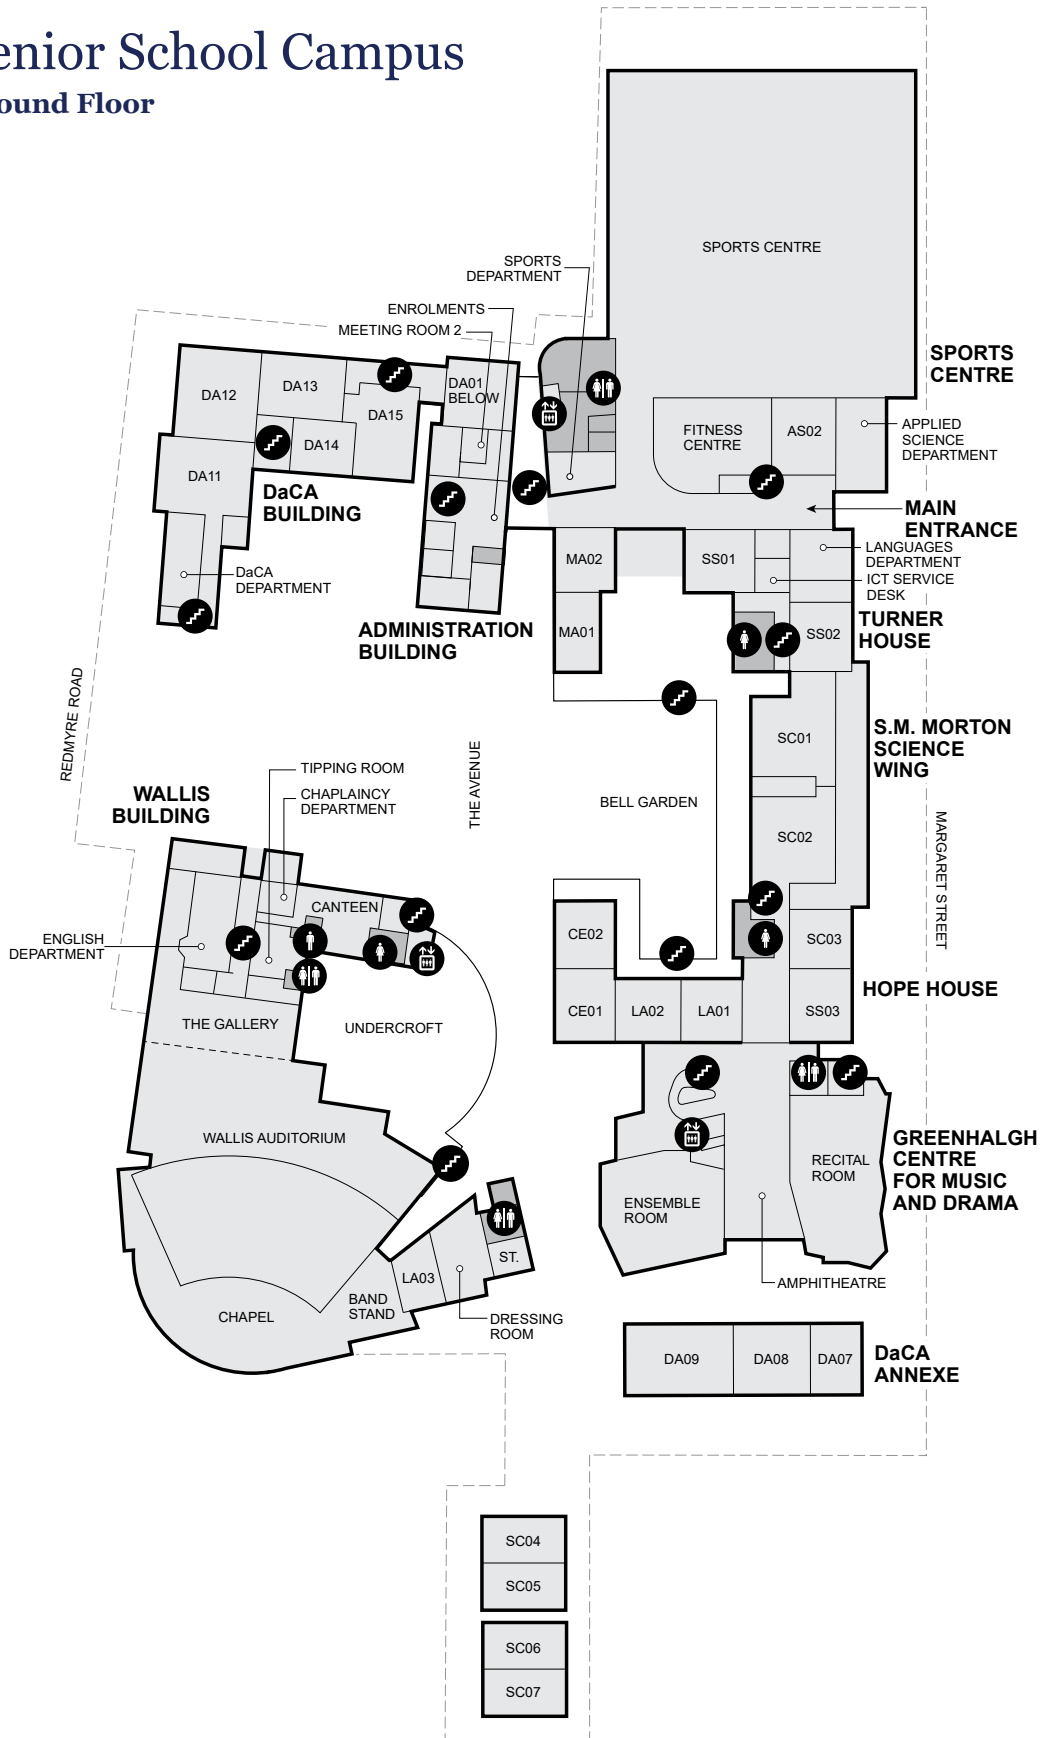 enior School Campus
ound Floor
SPORTS CENTRE
SPORTS
DEPARTMENT
ENROLMENTS
MEETING ROOM 2
SPORTS
CENTRE
DA12
DA13
DA15
DA14
DA11
DA01
BELOW
FITNESS
CENTRE
AS02
APPLIED
SCIENCE
DEPARTMENT
DaCA
BUILDING
MAIN
ENTRANCE
DaCA
DEPARTMENT
MA02
SS01
LANGUAGES
DEPARTMENT
ICT SERVICE
DESK
ADMINISTRATION
BUILDING
MA01
SS02
TURNER
HOUSE
REDMYRE ROAD
THE AVENUE
SC01
S.M. MORTON
SCIENCE
WING
BELL GARDEN
SC02
MARGARET STREET
WALLIS
BUILDING
TIPPING ROOM
CHAPLAINCY
DEPARTMENT
CANTEEN
ENGLISH
DEPARTMENT
CE02
SC03
HOPE HOUSE
THE GALLERY
UNDERCROFT
CE01
LA02
LA01
SS03
WALLIS AUDITORIUM
GREENHALGH
CENTRE
FOR MUSIC
AND DRAMA
RECITAL
ROOM
ENSEMBLE
ROOM
ST.
LA03
BAND
STAND
CHAPEL
DRESSING
ROOM
AMPHITHEATRE
DA09
DA08
DA07
DaCA
ANNEXE
SC04
SC05
SC06
SC07